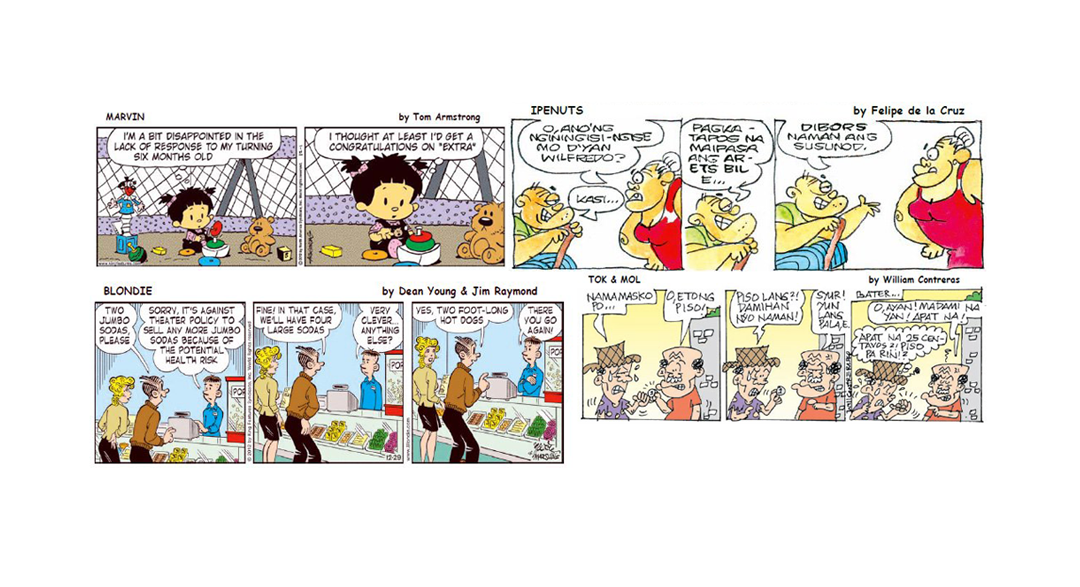 MARVIN
by Tom Armstrong
I'M A BIT DISAPPOINTED IN THE
LACK OF RESPONSE TO MY TURNING
SIX MONTHS OLD
I THOUGHT AT LEAST I'D GET A
CONGRATULATIONS ON "EXTRA"
IPENUTS
by Felipe de la Cruz
O, ANO'NG
NGINIINGISI-NGISE
MO D'YAN
WILFREDO?
KASI...
PAGKA-
TAPOS NA
MAIPASA
ANG AR-
ETS BIL
E...
DIBORS
NAMAN ANG
SUSUNOD.
BLONDIE
by Dean Young & Jim Raymond
TWO
JUMBO
SODAS,
PLEASE
SORRY, IT'S AGAINST
THEATER POLICY TO
SELL ANY MORE JUMBO
SODAS BECAUSE OF
THE POTENTIAL
HEALTH RISK
FINE! IN THAT CASE,
WE'LL HAVE FOUR
LARGE SODAS
VERY
CLEVER...
ANYTHING
ELSE?
12-29
YES, TWO FOOT-LONG
HOT DOGS
THERE
YOU GO
AGAIN!
TOK & MOL
by William Contreras
NAMAMASKO
PO...
O, ETONG
PISO!
PISO LANG?!
DAMIHAN
NYO NAMAN!
SYUR!
'YUN
LANG
PALA, E.
BATER...
O, AYAN! MADAMI NA
YAN! APAT NA!
APAT NA 25 CEN-
TAVOS?! PISO
PA RIN!?